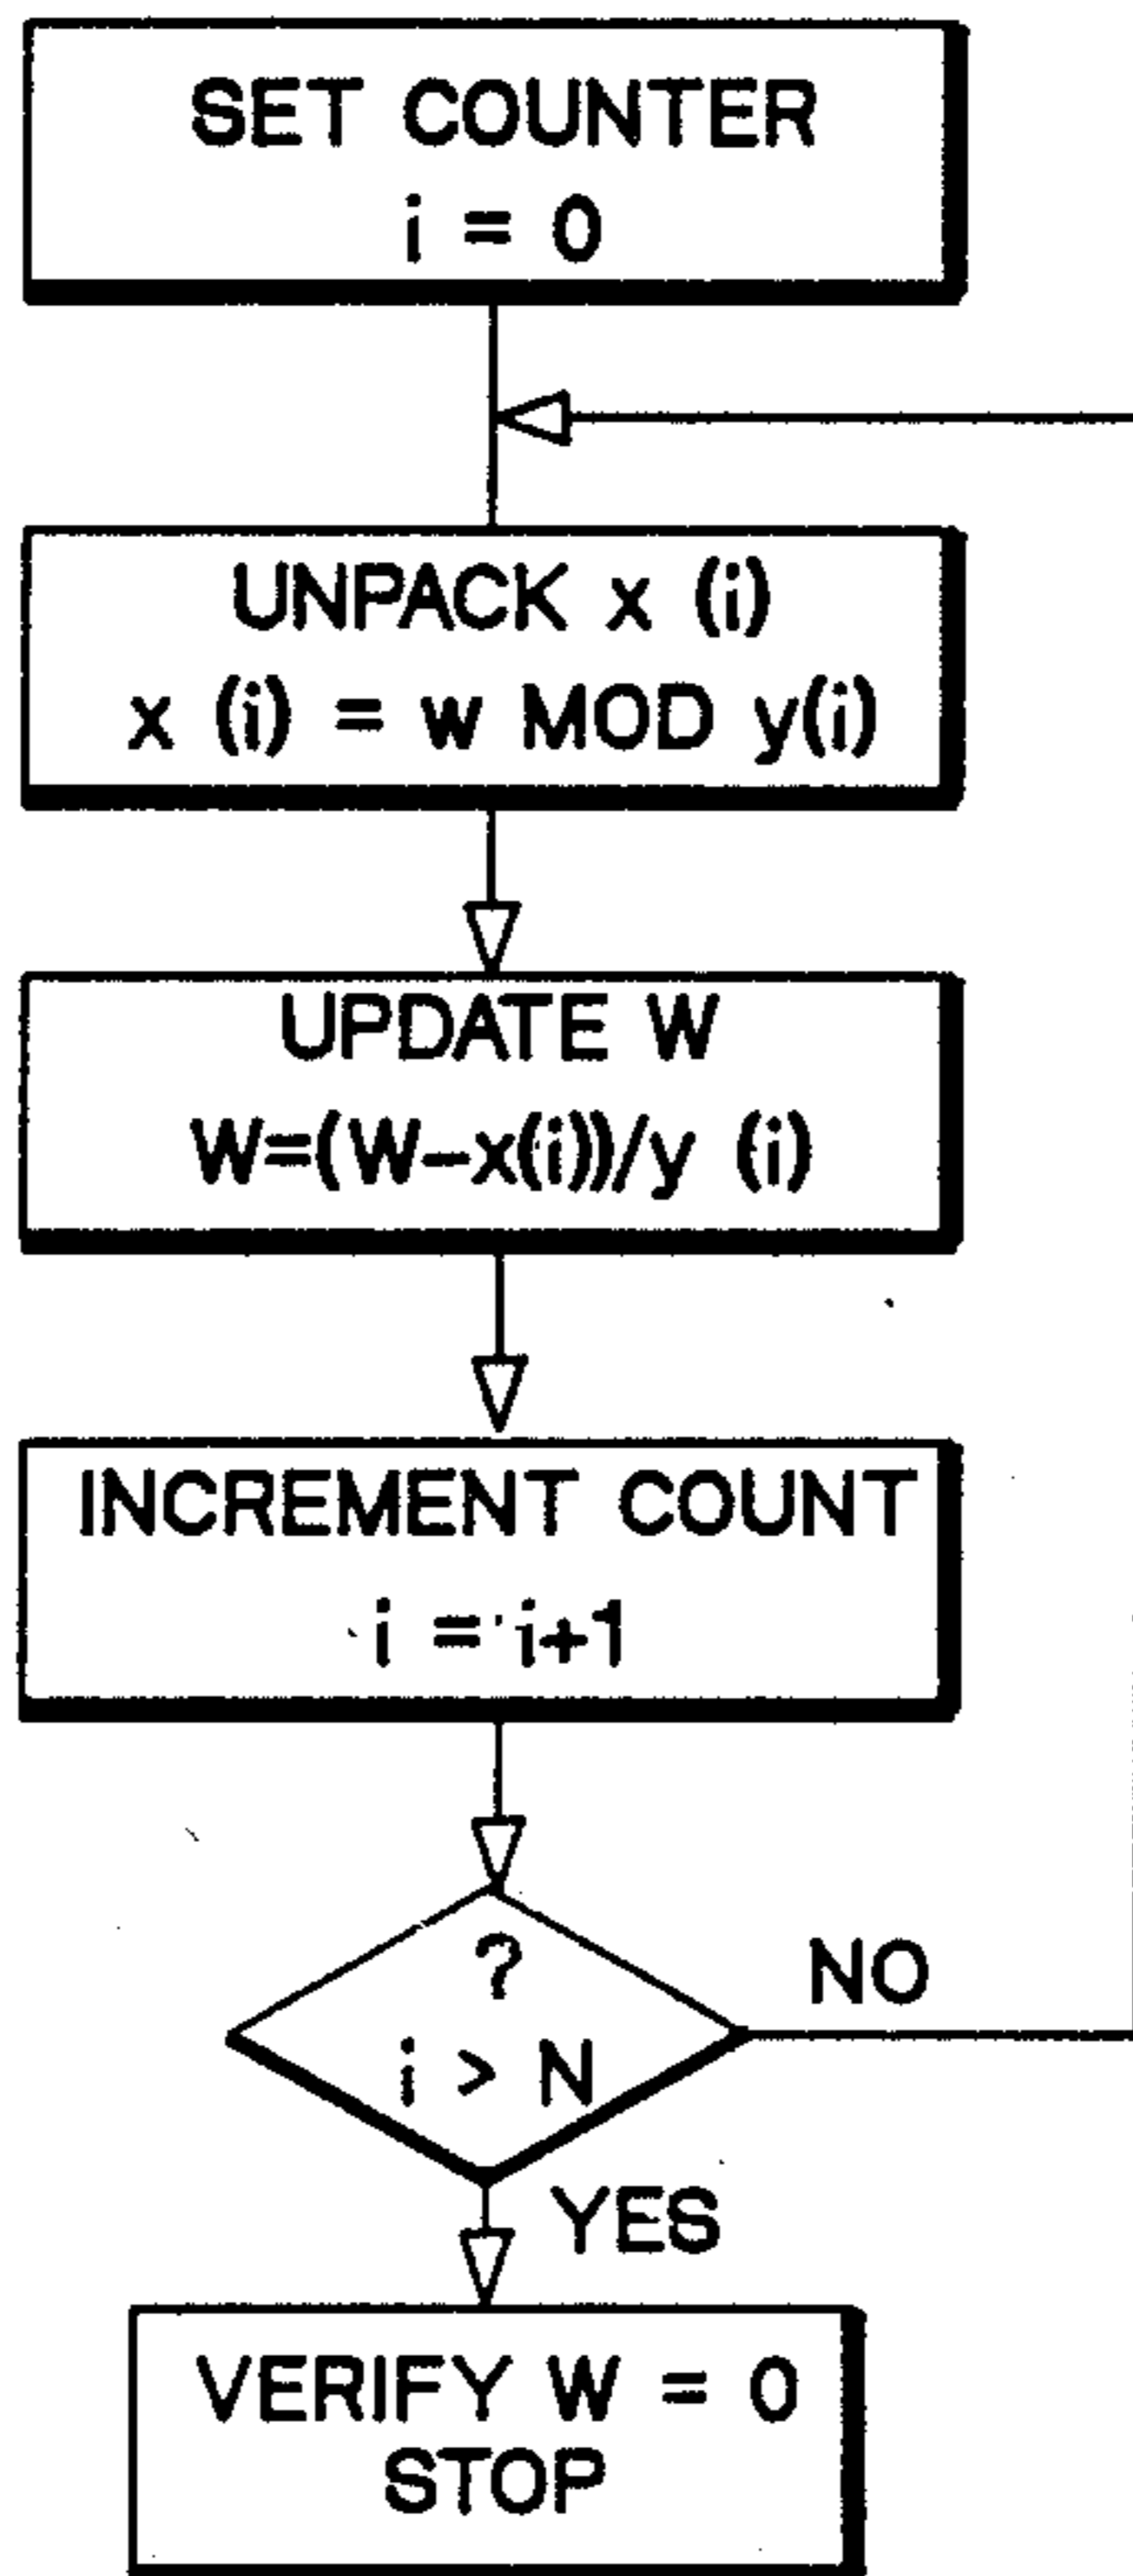 SET COUNTER
i = 0
UNPACK x (i)
x (i) = w MOD y(i)
UPDATE W
W=(W-x(i))/y (i)
INCREMENT COUNT
i = i+1
?
i > N
NO
YES
VERIFY W = 0
STOP